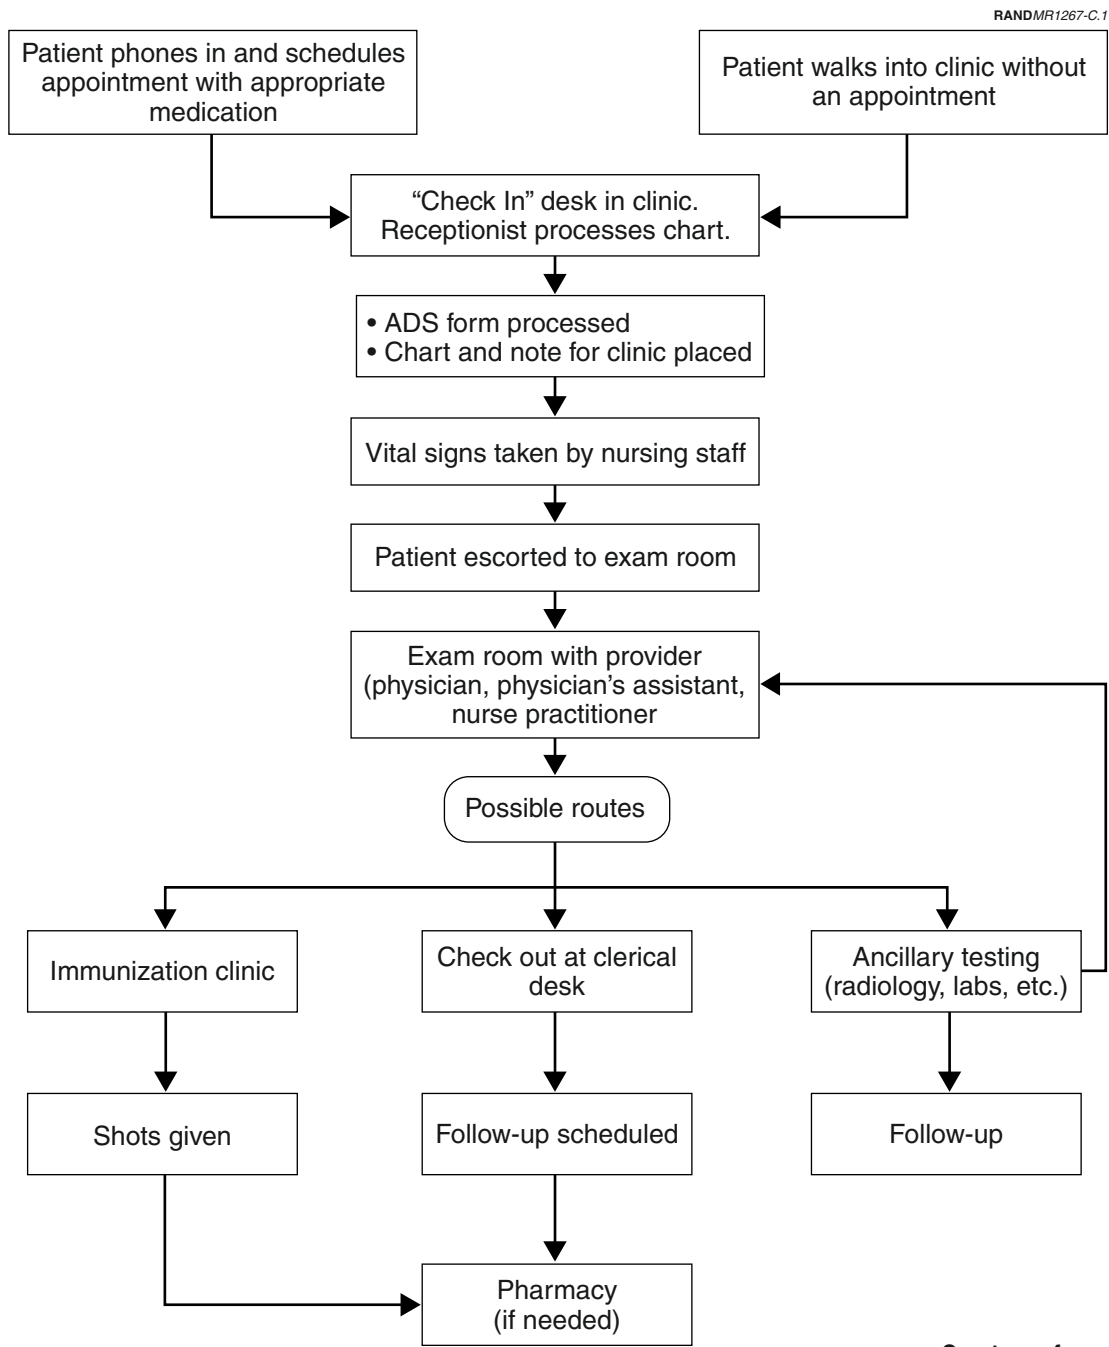 RANDMR1267-C.1
Patient phones in and schedules
appointment with appropriate
medication
Patient walks into clinic without
an appointment
“Check In” desk in clinic.
Receptionist processes chart.
• ADS form processed
• Chart and note for clinic placed
Vital signs taken by nursing staff
Patient escorted to exam room
Exam room with provider
(physician, physician’s assistant,
nurse practitioner
Possible routes
Immunization clinic
Check out at clerical
desk
Ancillary testing
(radiology, labs, etc.)
Shots given
Follow-up scheduled
Follow-up
Pharmacy
(if needed)